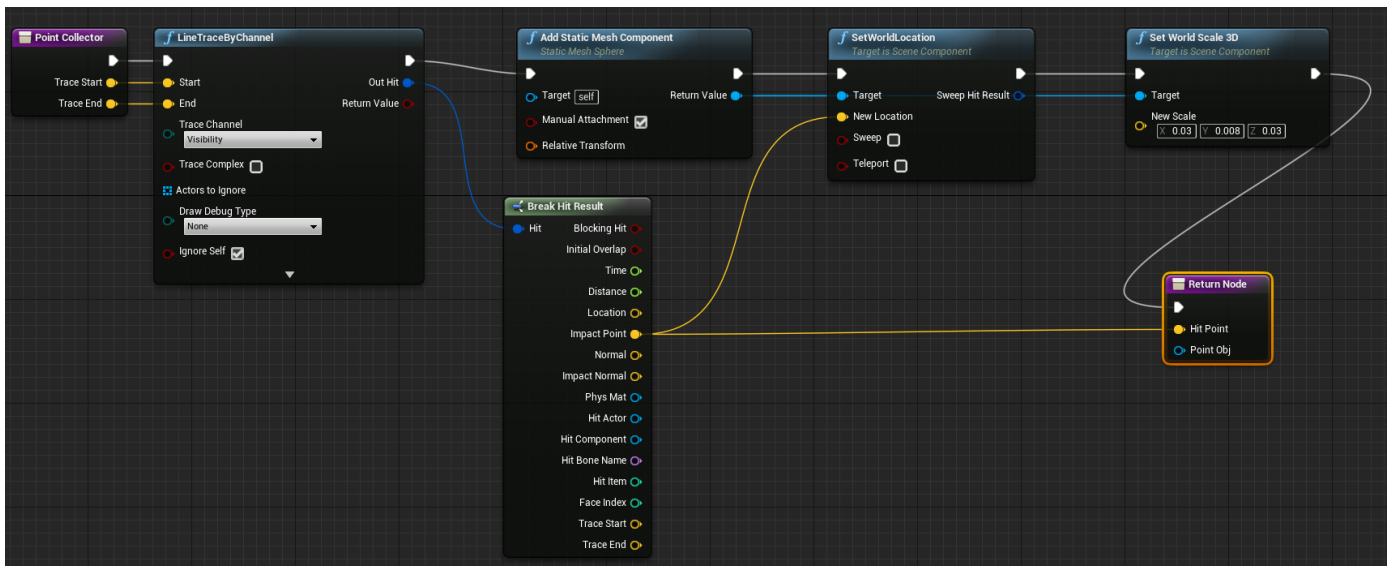 Point Collector
Trace Start
Trace End
f LineTraceByChannel
Start
Out Hit
End
Return Value
Trace Channel
Visibility
Trace Complex
Actors to Ignore
Draw Debug Type
None
Ignore Self
f Add Static Mesh Component
Static Mesh Sphere
Target self
Return Value
Manual Attachment
Relative Transform
f SetWorldLocation
Target is Scene Component
Target
Sweep Hit Result
New Location
Sweep
Teleport
f Set World Scale 3D
Target is Scene Component
Target
New Scale
X 0.03 Y 0.008 Z 0.03
Break Hit Result
Hit
Blocking Hit
Initial Overlap
Time
Distance
Location
Impact Point
Normal
Impact Normal
Phys Mat
Hit Actor
Hit Component
Hit Bone Name
Hit Item
Face Index
Trace Start
Trace End
Return Node
Hit Point
Point Obj